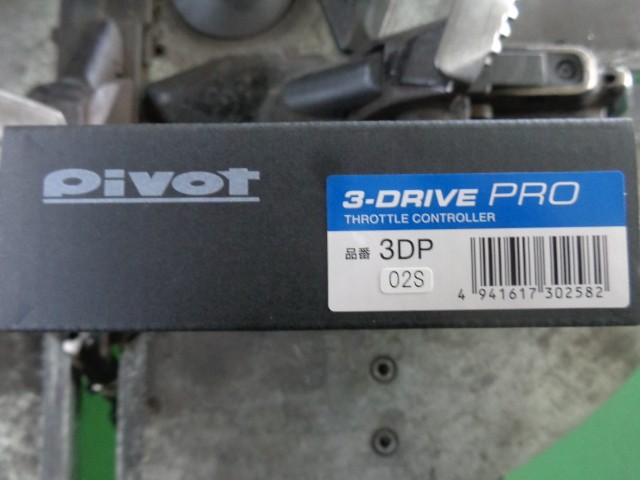 Pivot
3-DRIVE PRO
THROTTLE CONTROLLER
品番 3DP
02S
4 941617 302582